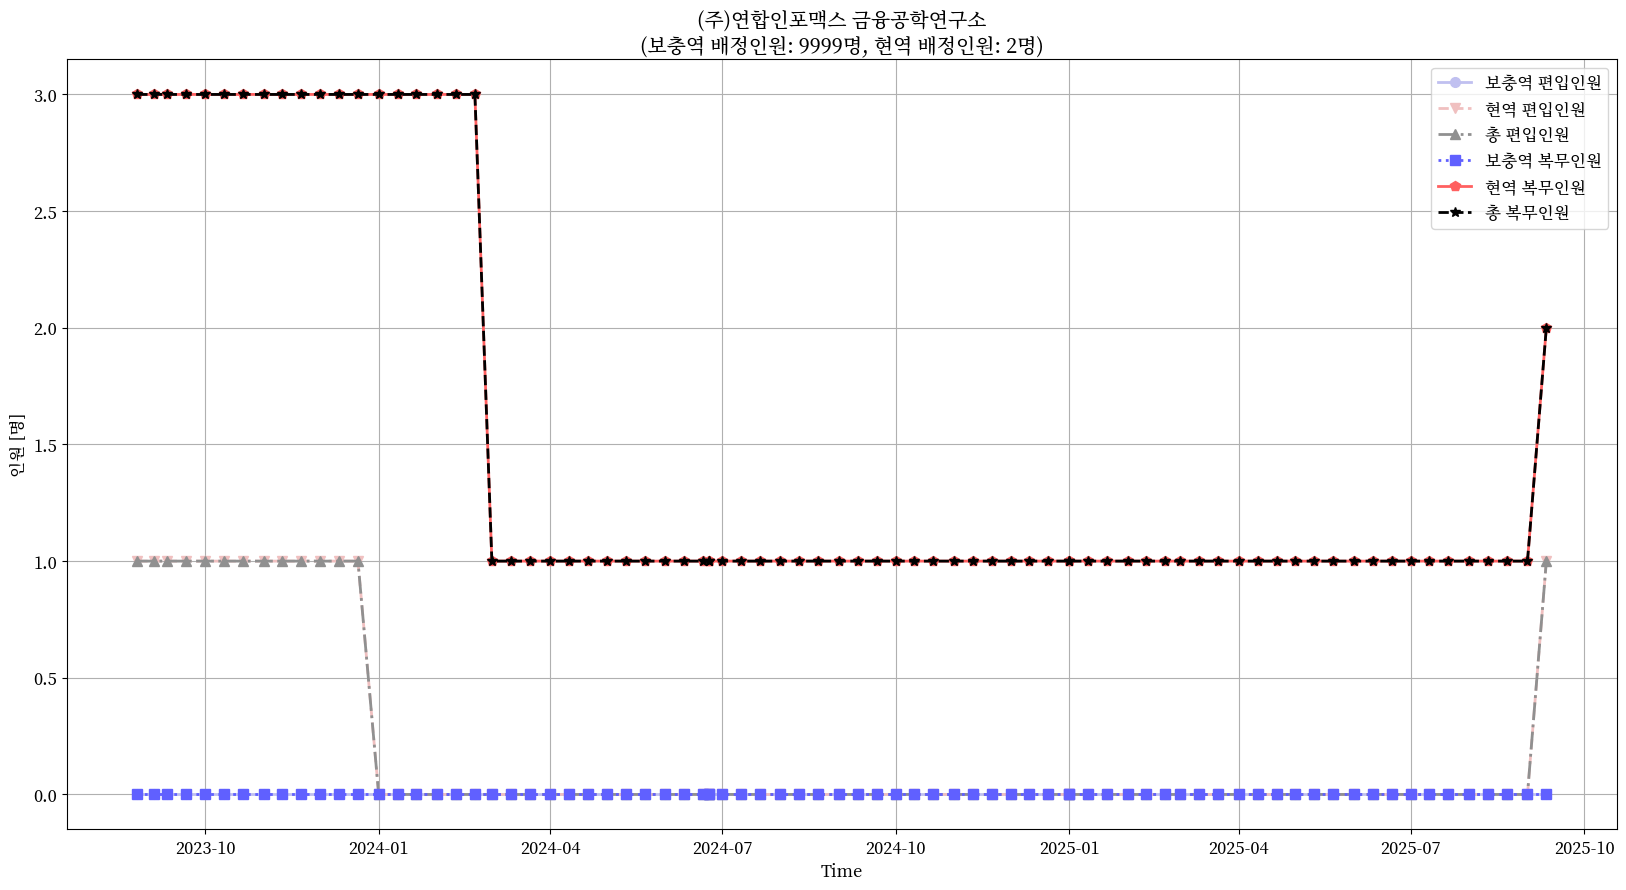 (주)연합인포맥스 금융공학연구소
(보충역 배정인원: 9999명, 현역 배정인원: 2명)
보충역 편입인원
현역 편입인원
총 편입인원
보충역 복무인원
현역 복무인원
총 복무인원
인원 [명]
3.0
2.5
2.0
1.5
1.0
0.5
0.0
2023-10 2024-01 2024-04 2024-07 2024-10 2025-01 2025-04 2025-07 2025-10
Time